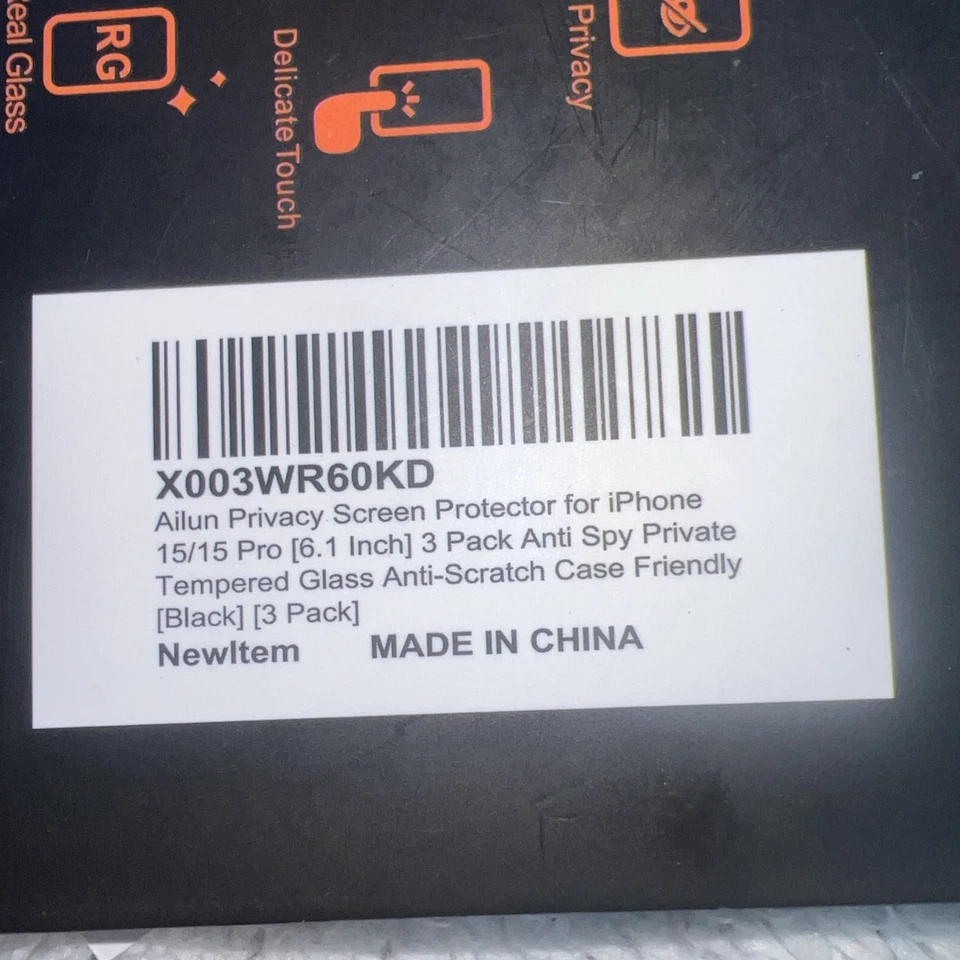 Real Glass
RG
Delicate Touch
Privacy
X003WR60KD
Ailun Privacy Screen Protector for iPhone
15/15 Pro [6.1 Inch] 3 Pack Anti Spy Private
Tempered Glass Anti-Scratch Case Friendly
[Black] [3 Pack]
NewItem MADE IN CHINA